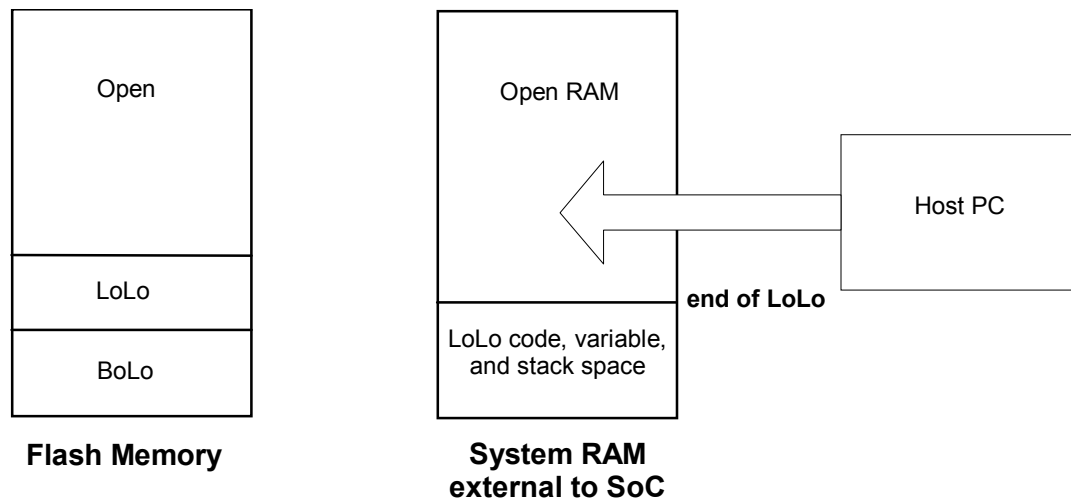 Open
LoLo
BoLo
Flash Memory
Open RAM
end of LoLo
LoLo code, variable,
and stack space
System RAM
external to SoC
Host PC